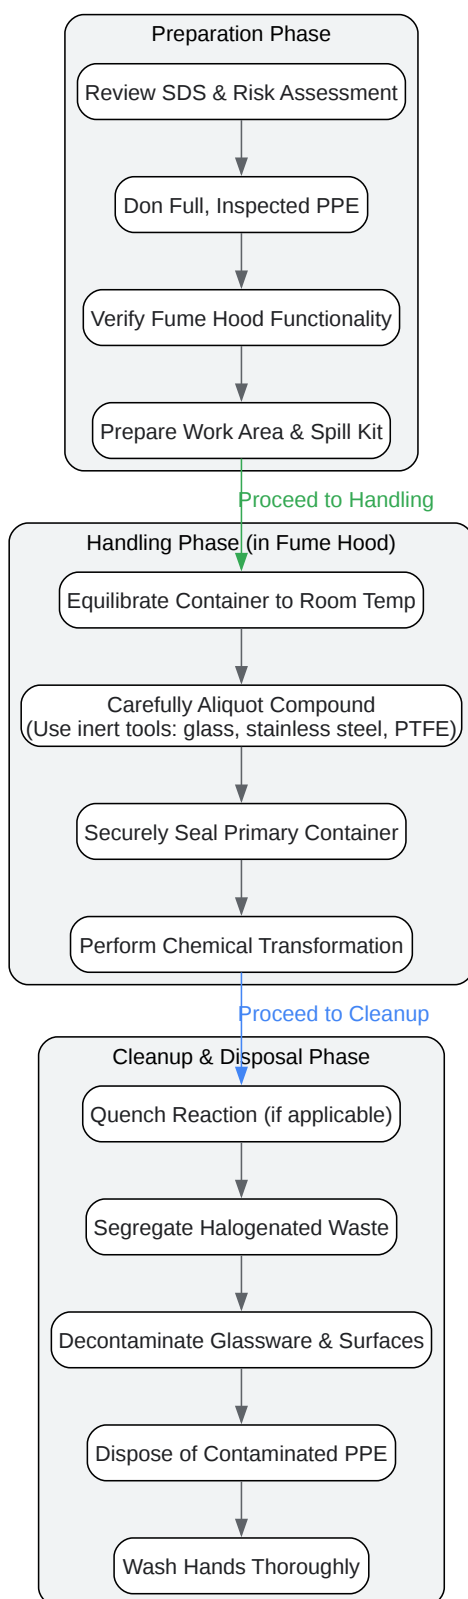 Preparation Phase
Review SDS & Risk Assessment
Don Full, Inspected PPE
Verify Fume Hood Functionality
Prepare Work Area & Spill Kit
Proceed to Handling
Handling Phase (in Fume Hood)
Equilibrate Container to Room Temp
Carefully Aliquot Compound
(Use inert tools: glass, stainless steel, PTFE)
Securely Seal Primary Container
Perform Chemical Transformation
Proceed to Cleanup
Cleanup & Disposal Phase
Quench Reaction (if applicable)
Segregate Halogenated Waste
Decontaminate Glassware & Surfaces
Dispose of Contaminated PPE
Wash Hands Thoroughly